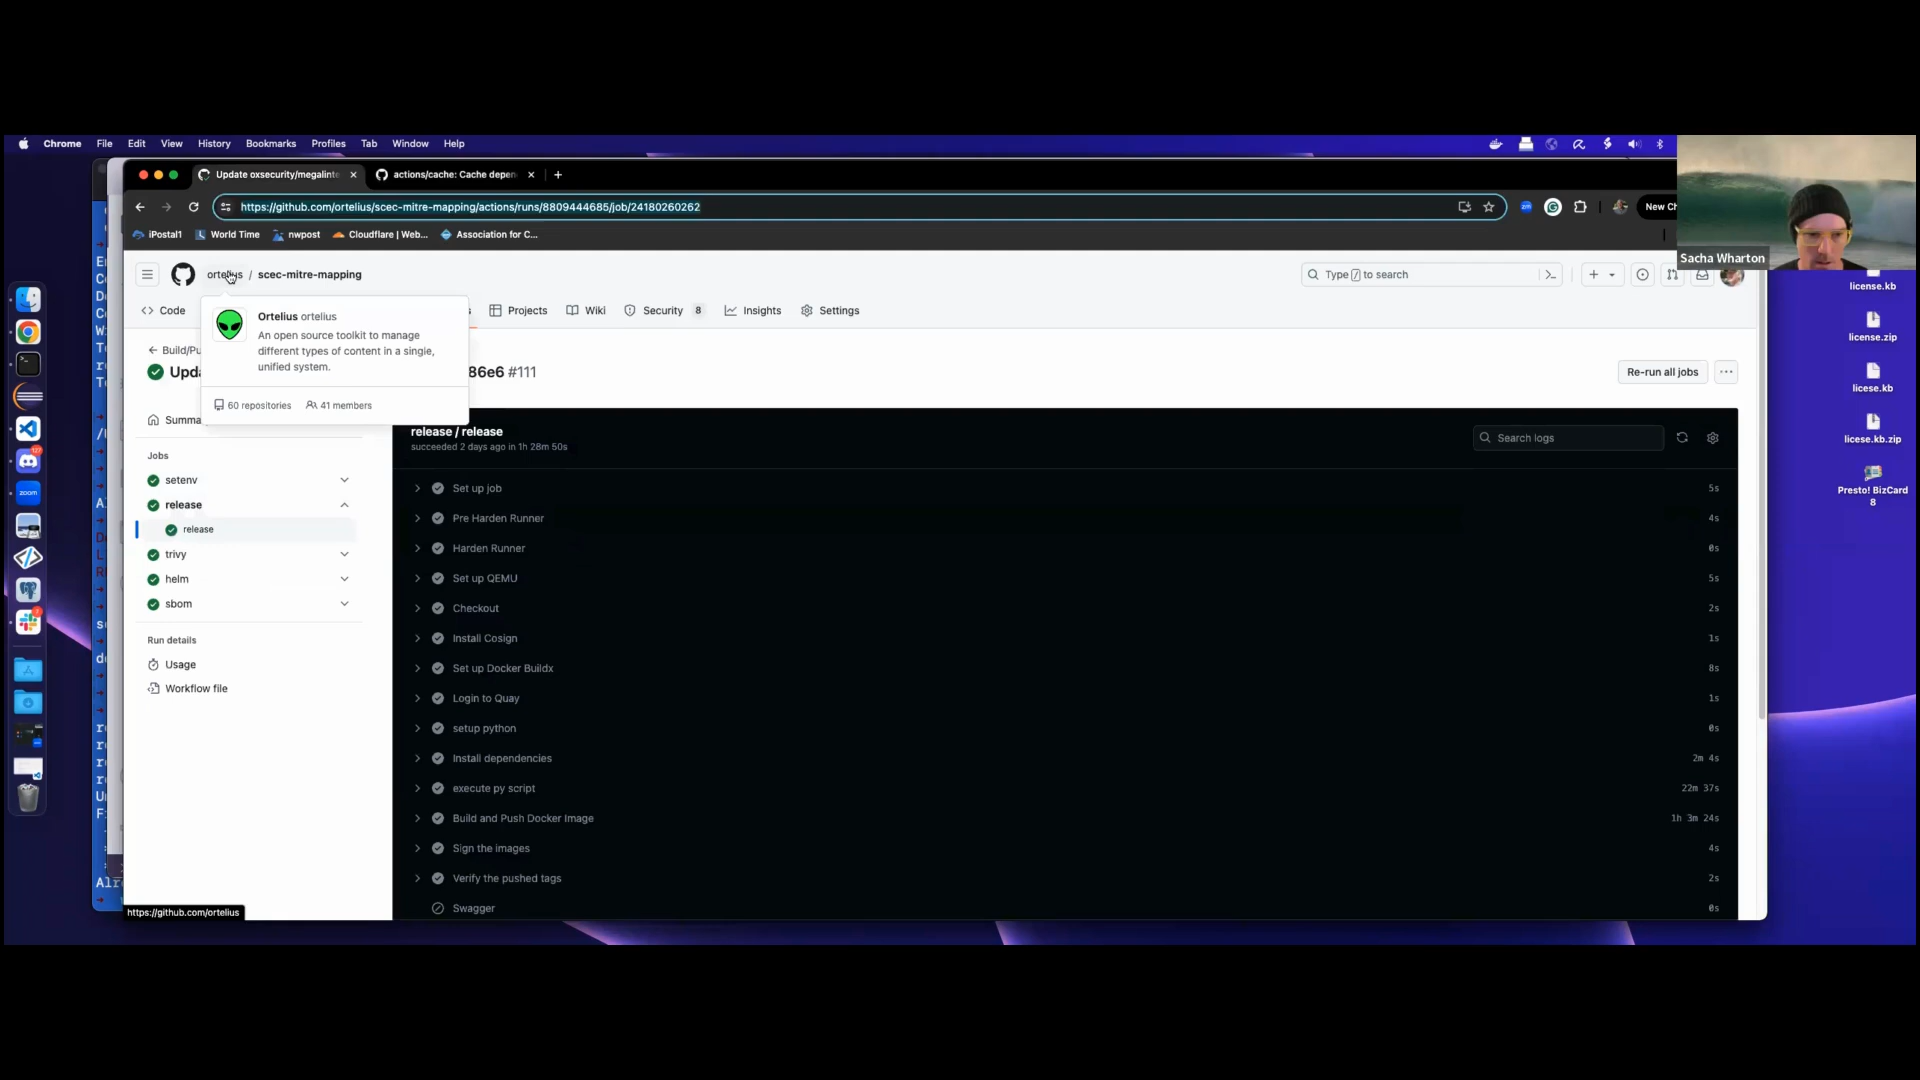 Chrome File Edit View History Bookmarks Profiles Tab Window Help
Update oxsecurity/megalinte
actions/cache: Cache depen
https://github.com/ortelius/scec-mitre-mapping/actions/runs/8809444685/job/24180260262
New Ch
iPostal1 World Time nwpost Cloudflare | Web... Association for C...
Sacha Wharton
ortelius / scec-mitre-mapping
Type / to search
Code
Projects Wiki Security 8 Insights Settings
Ortelius ortelius
An open source toolkit to manage
different types of content in a single,
unified system.
60 repositories 41 members
Build/Pu
Upda
86e6 #111
Re-run all jobs
Summa
Jobs
setenv
release
release
trivy
helm
sbom
Run details
Usage
Workflow file
release / release
succeeded 2 days ago in 1h 28m 50s
Search logs
Set up job 5s
Pre Harden Runner 4s
Harden Runner 0s
Set up QEMU 5s
Checkout 2s
Install Cosign 1s
Set up Docker Buildx 8s
Login to Quay 1s
setup python 0s
Install dependencies 2m 4s
execute py script 22m 37s
Build and Push Docker Image 1h 3m 24s
Sign the images 4s
Verify the pushed tags 2s
Swagger 0s
https://github.com/ortelius
license.kb
license.zip
licese.kb
licese.kb.zip
Presto! BizCard
8
zoom